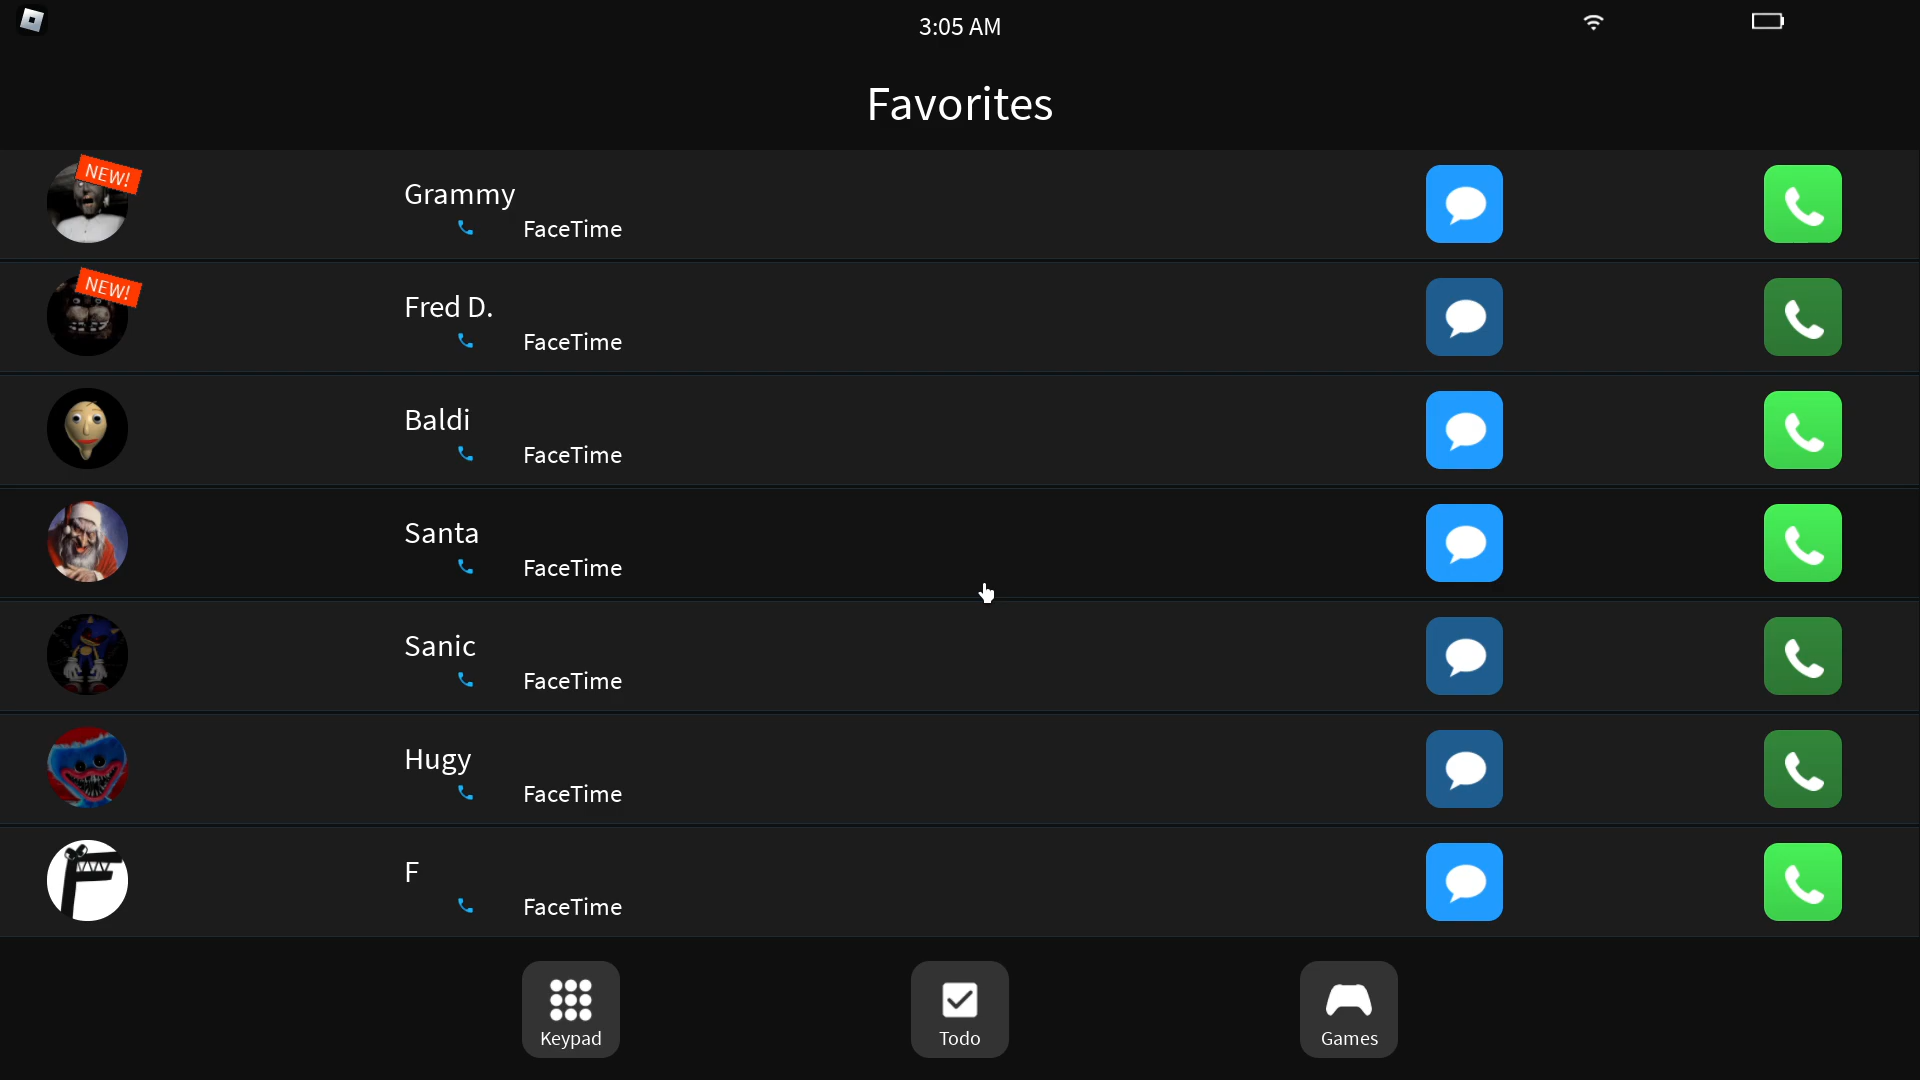 3:05 AM
Favorites
NEW!
Grammy
FaceTime
NEW!
Fred D.
FaceTime
Baldi
FaceTime
Santa
FaceTime
Sanic
FaceTime
Hugy
FaceTime
F
FaceTime
Keypad
Todo
Games